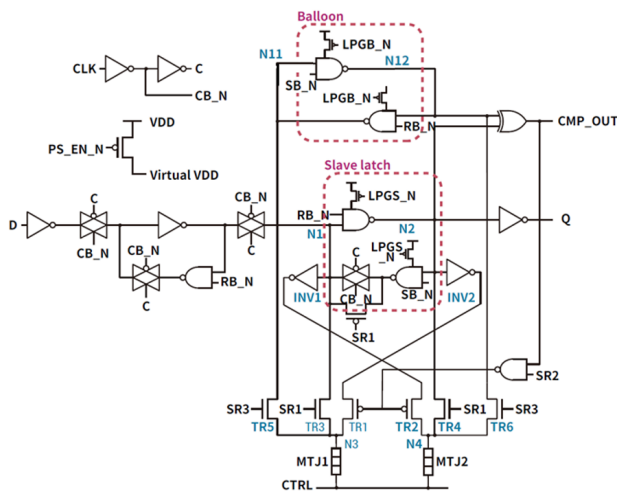 Balloon
LPGB_N
N11
N12
CLK
C
SB_N
CB_N
LPGB_N
RB_N
CMP_OUT
VDD
PS_EN_N
Virtual VDD
Slave latch
C
CB_N
LPGS_N
RB_N
D
N1
N2
Q
CB_N
C
CB_N
C
LPGS
_N
RB_N
C
INV1
CB_N
SB_N
INV2
SR1
SR2
SR3
SR1
SR1
SR3
TR5
TR3
TR1
TR2
TR4
TR6
N3
N4
MTJ1
MTJ2
CTRL